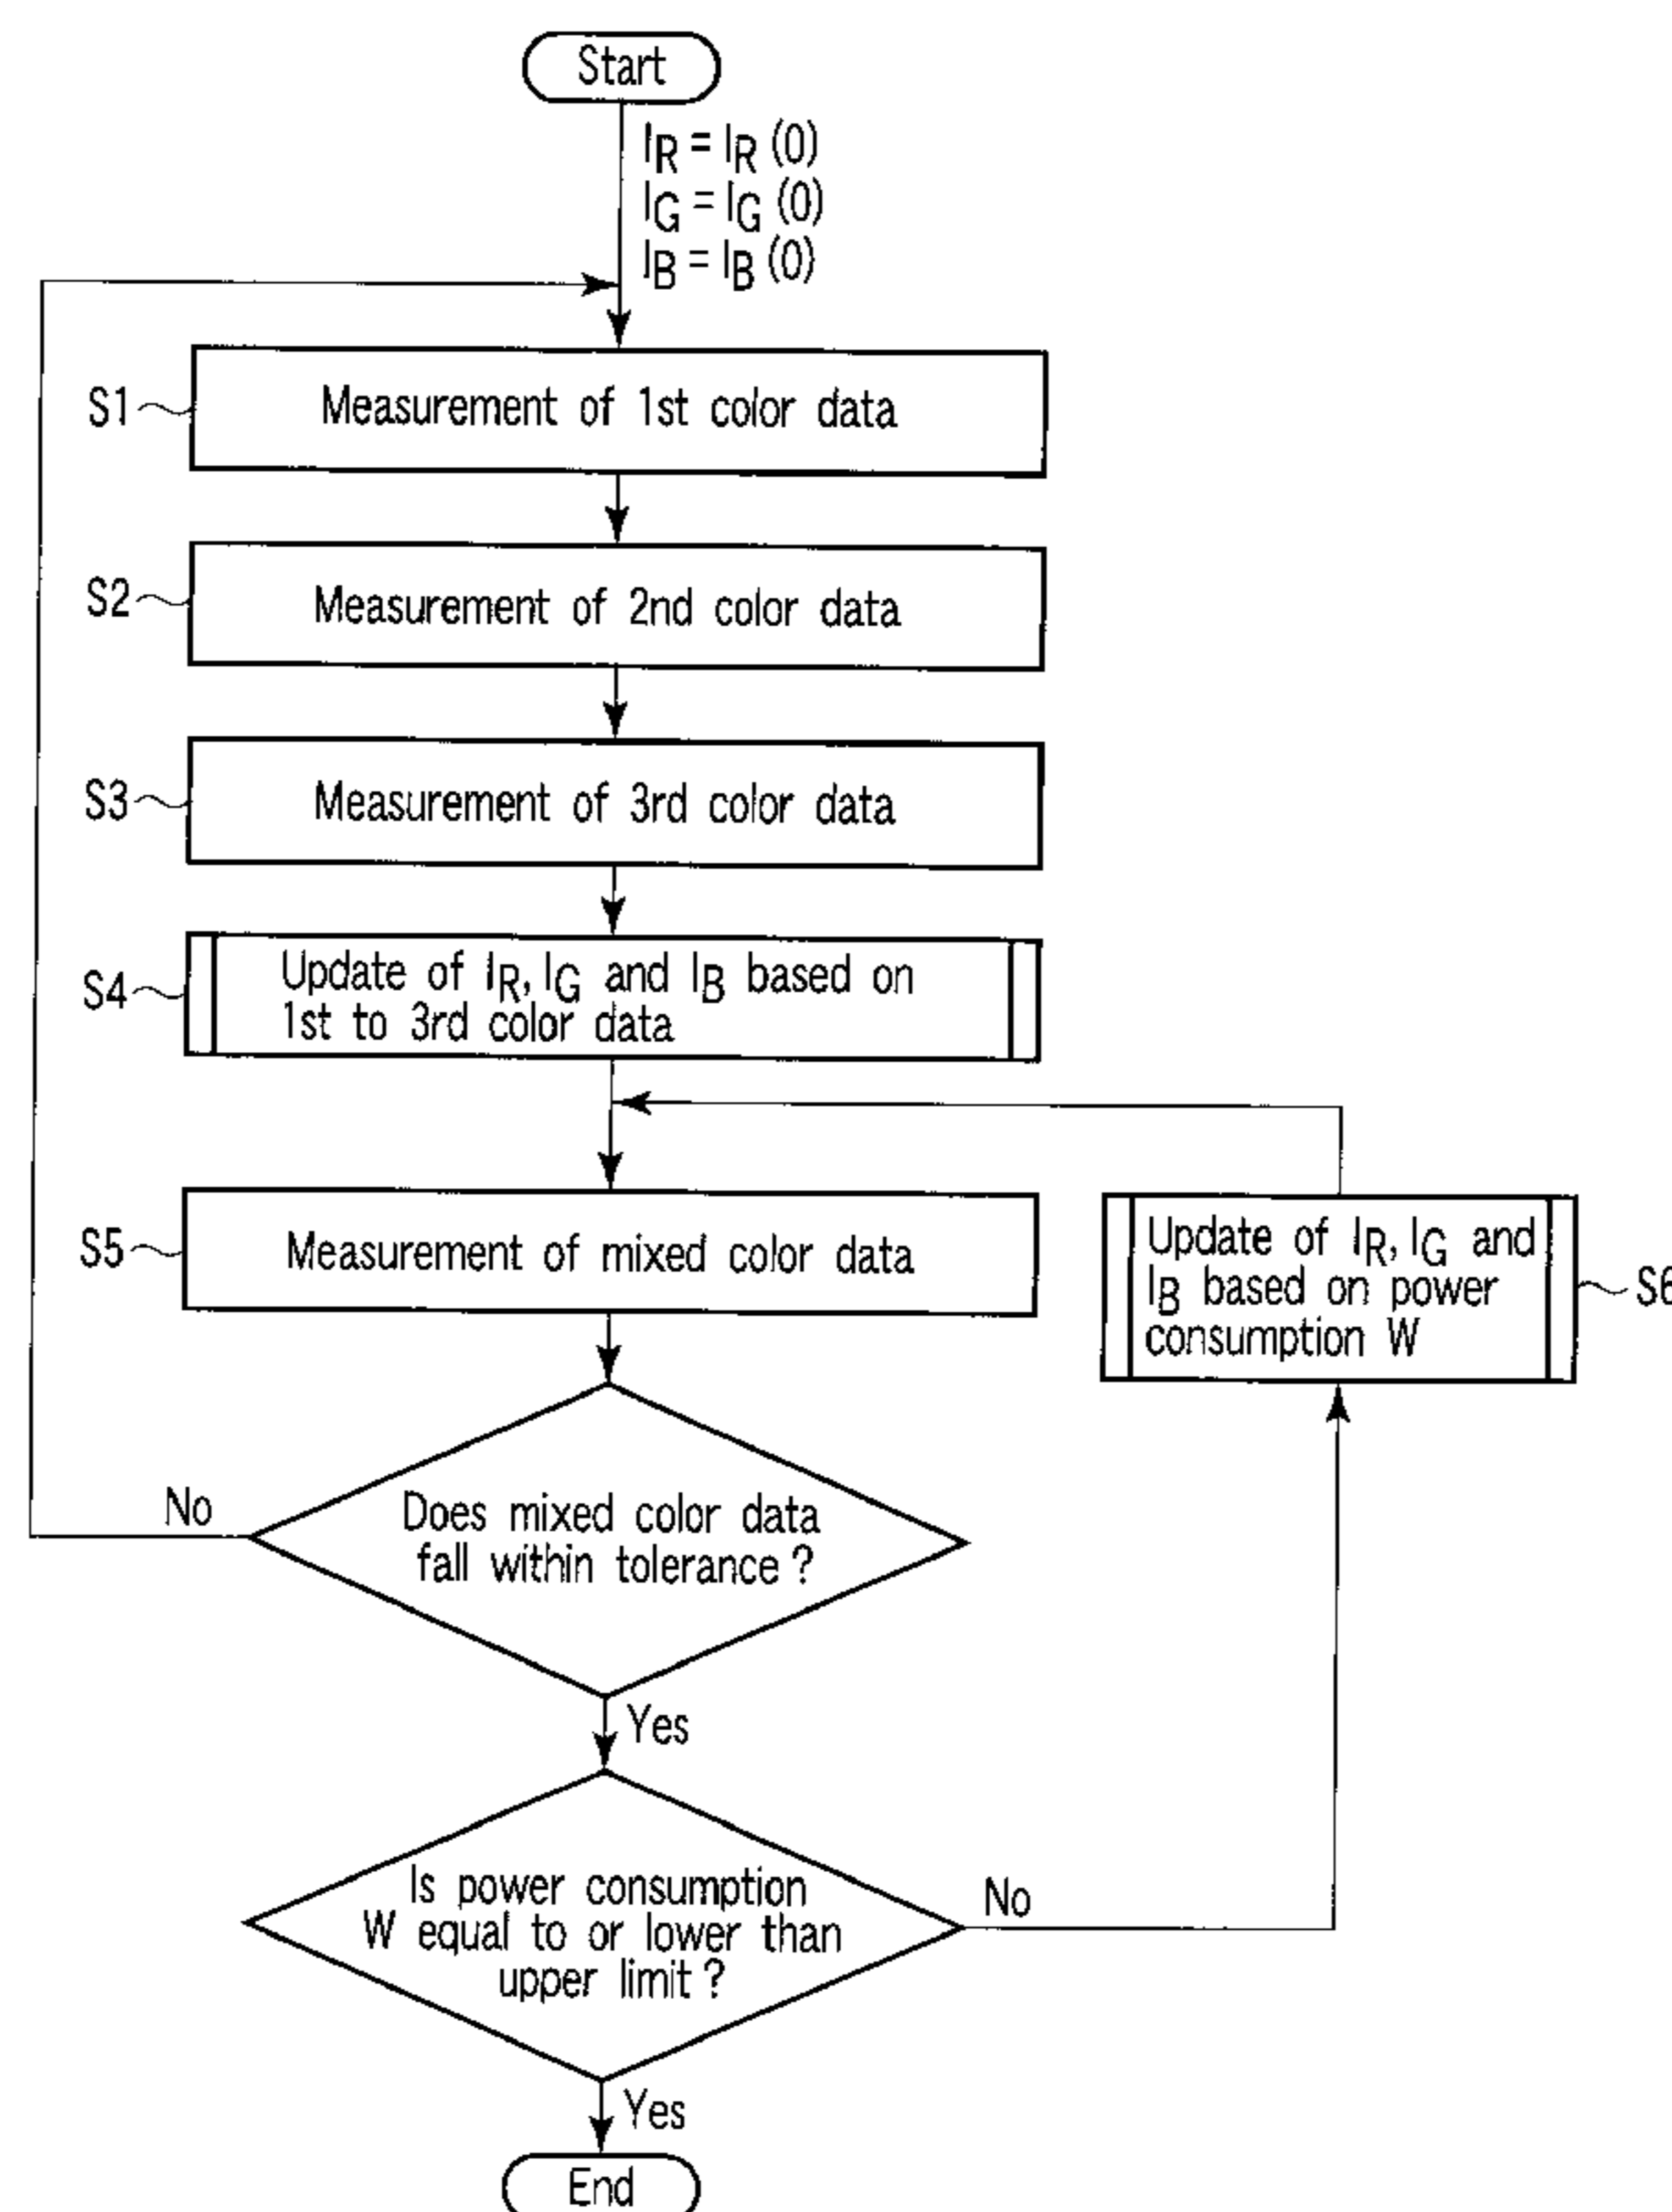 Start
IR = IR (0)
IG = IG (0)
IB = IB (0)
S1
Measurement of 1st color data
S2
Measurement of 2nd color data
S3
Measurement of 3rd color data
S4
Update of IR, IG and IB based on
1st to 3rd color data
S5
Measurement of mixed color data
Update of IR, IG and
IB based on power
consumption W
S6
No
Does mixed color data
fall within tolerance ?
Yes
Is power consumption
W equal to or lower than
upper limit ?
No
Yes
End